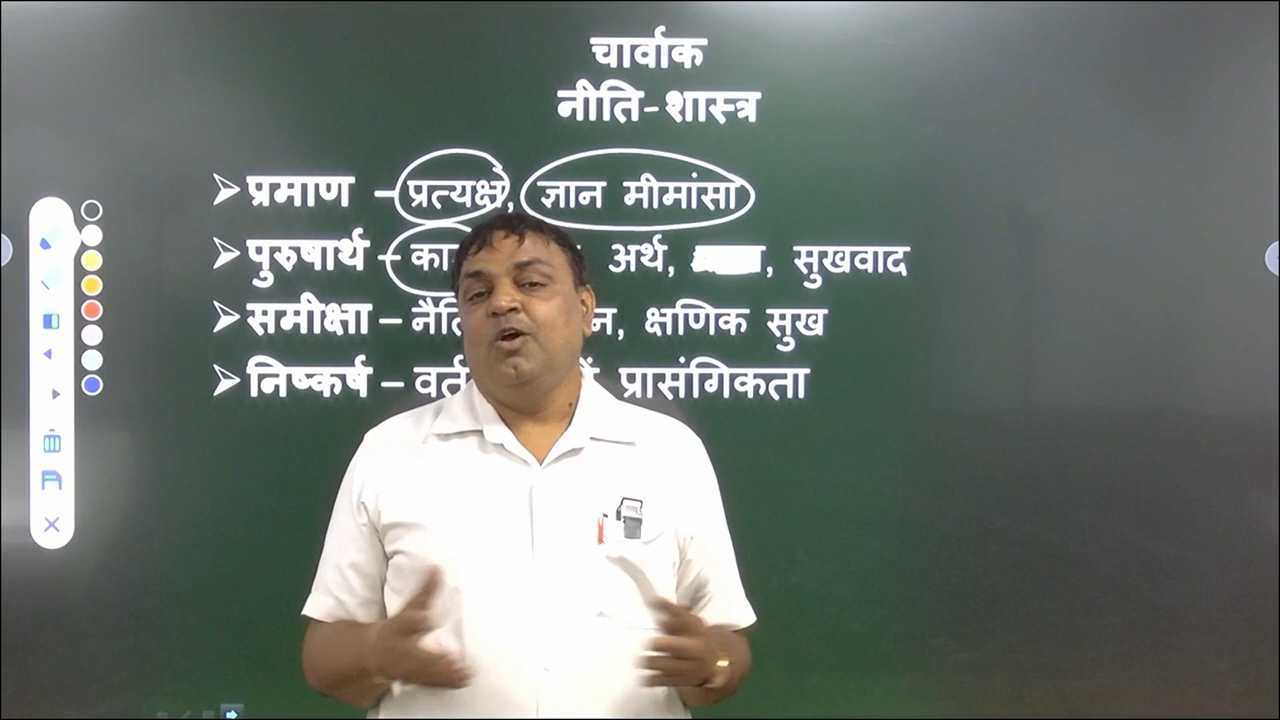 चार्वाक
नीति-शास्त्र
➢ प्रमाण – प्रत्यक्ष, ज्ञान मीमांसा
➢ पुरुषार्थ – अर्थ, , सुखवाद
➢ समीक्षा – क्षणिक सुख
➢ निष्कर्ष – प्रासंगिकता